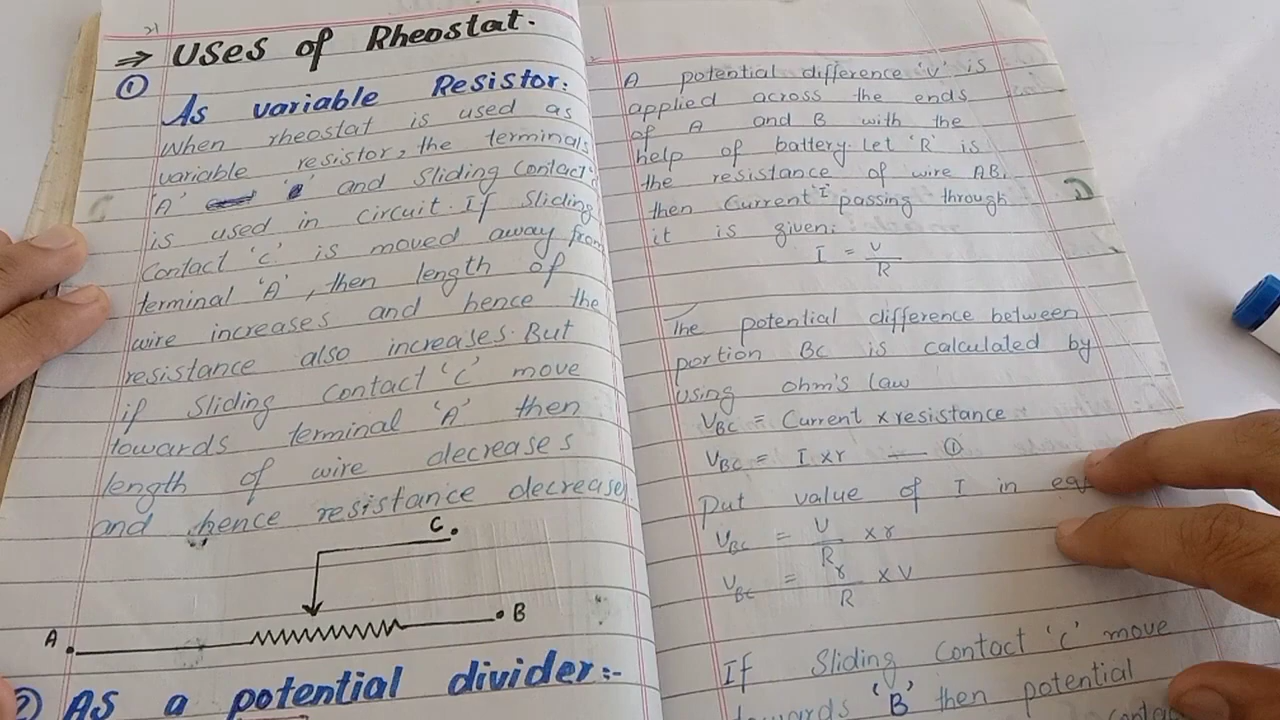 ⇒ Uses of Rheostat.
① As variable Resistor:
When rheostat is used as
variable resistor, the terminals
'A' and Sliding Contact
is used in circuit. If Sliding
Contact 'C' is moved away from
terminal 'A', then length of
wire increases and hence the
resistance also increases. But
if Sliding Contact 'C' move
towards terminal 'A' then
length of wire decreases
and hence resistance decreases
C
A
B
② As a potential divider:-
A potential difference 'V' is
applied across the ends
of A and B with the
help of battery. Let 'R' is
the resistance of wire AB,
then Current 'I' passing through
it is given:
I = V/R
The potential difference between
portion BC is calculated by
using ohm's law
V_BC = Current × resistance
V_BC = I × r — ①
Put value of I in
V_BC = V/R × r
V_BC = r/R × V
If Sliding Contact 'C' move
towards 'B' then potential